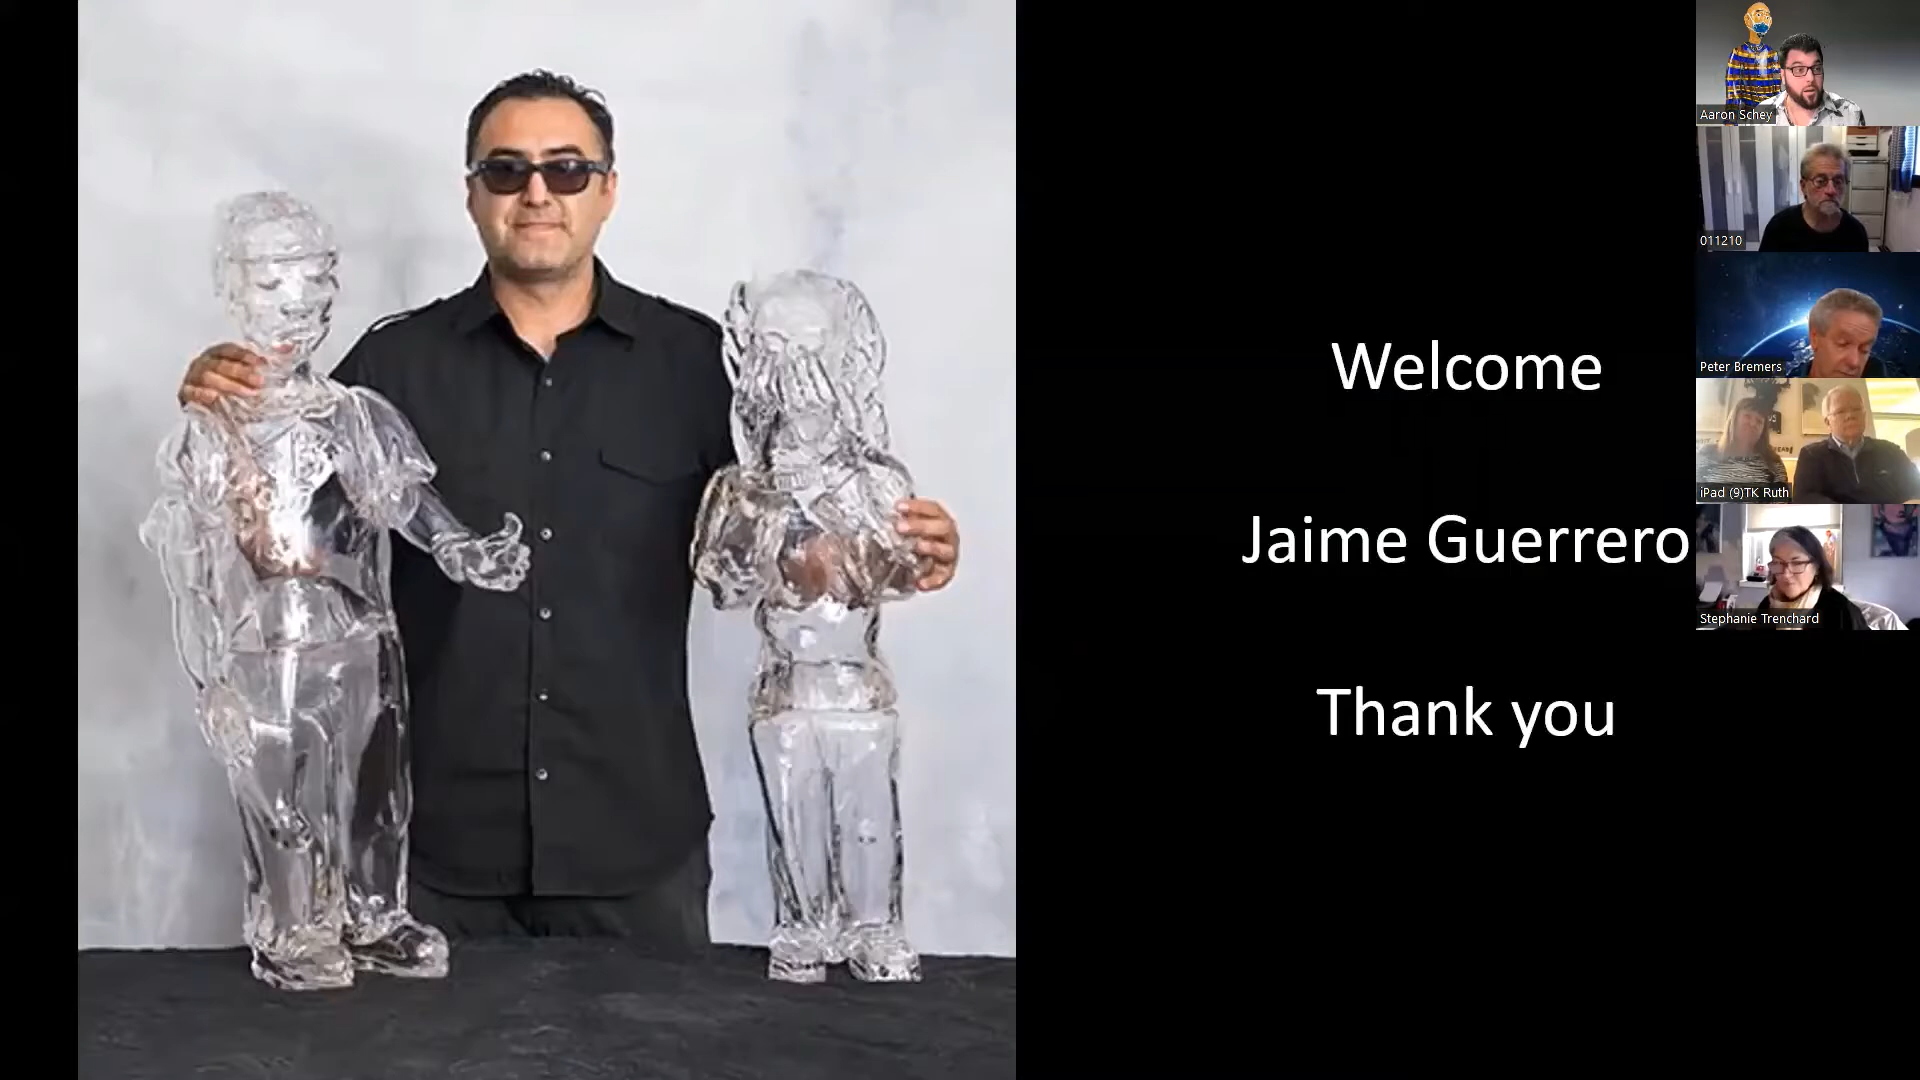 Welcome
Jaime Guerrero
Thank you
Aaron Schey
011210
Peter Bremers
iPad (9)TK Ruth
Stephanie Trenchard